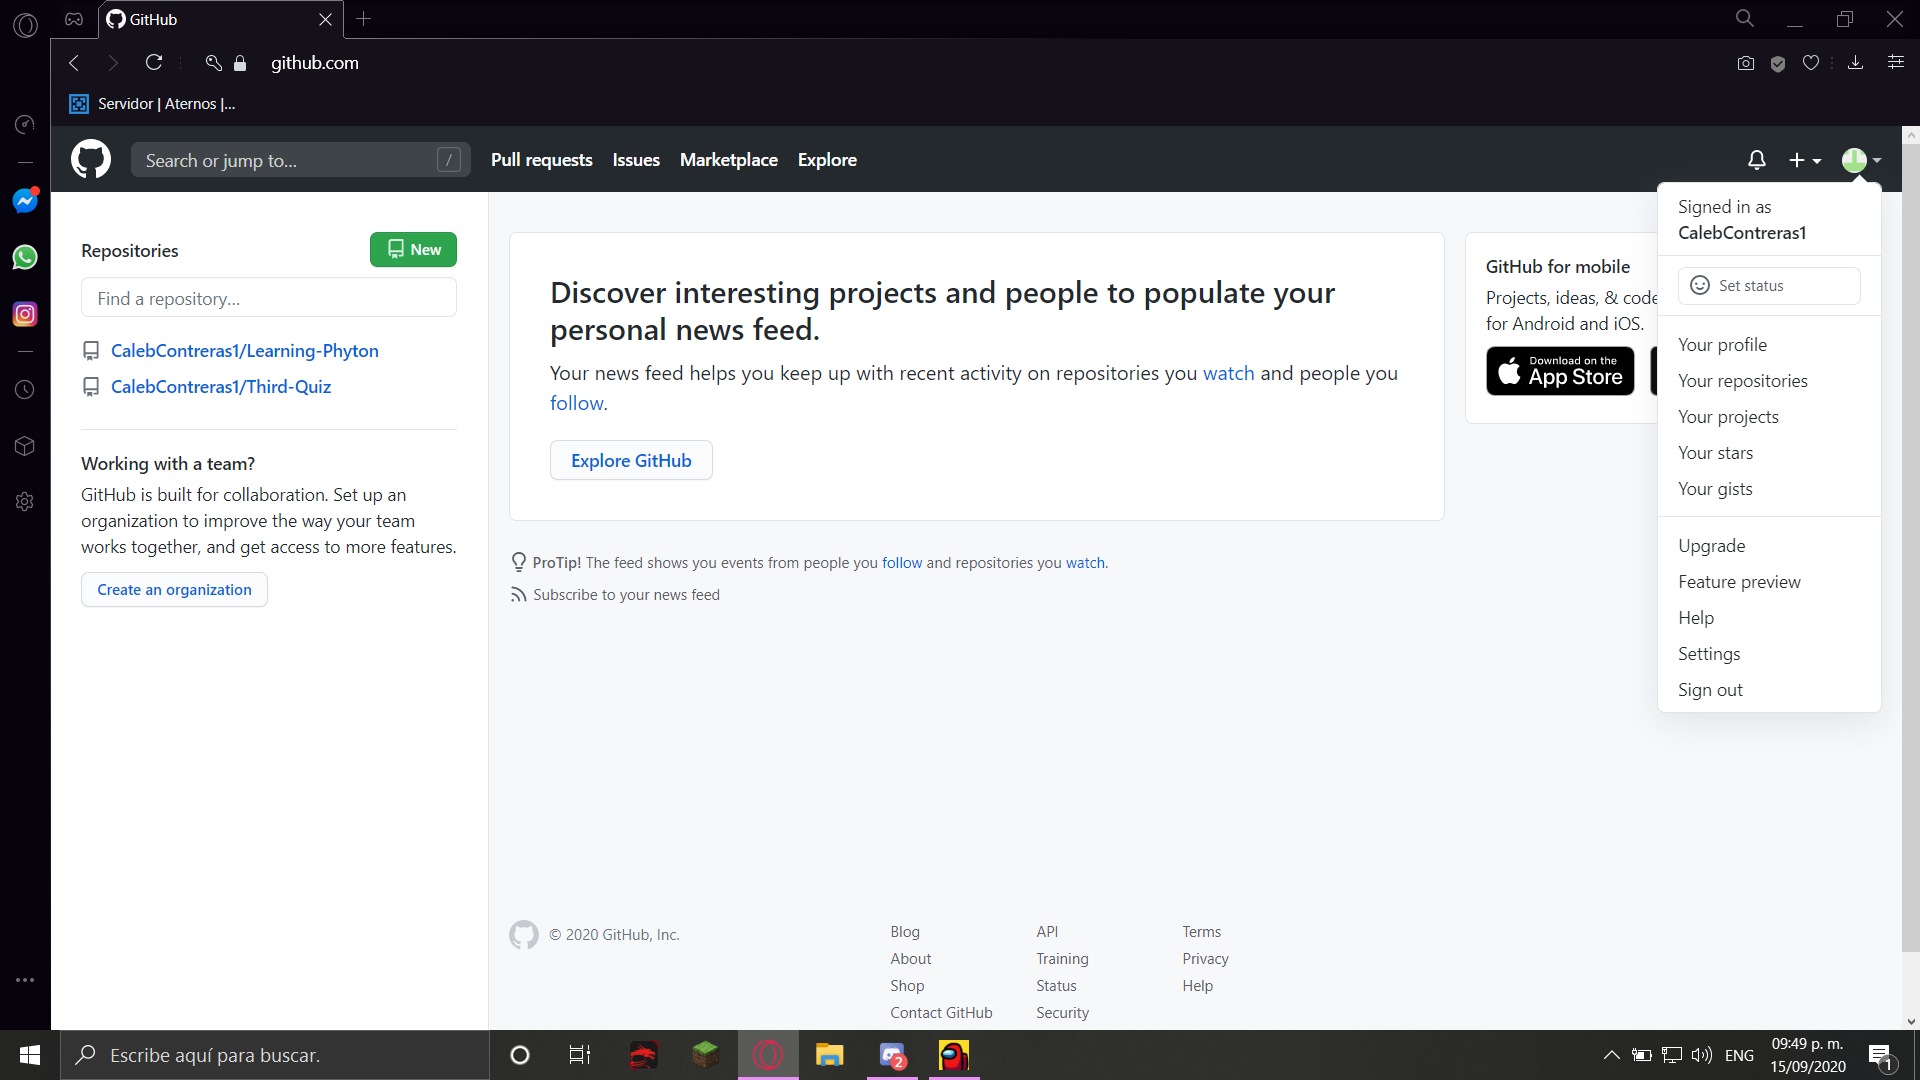 GitHub
github.com
Servidor | Aternos |...
Search or jump to...
/
Pull requests
Issues
Marketplace
Explore
Signed in as
CalebContreras1
Set status
Your profile
Your repositories
Your projects
Your stars
Your gists
Upgrade
Feature preview
Help
Settings
Sign out
Repositories
New
Find a repository...
CalebContreras1/Learning-Phyton
CalebContreras1/Third-Quiz
Working with a team?
GitHub is built for collaboration. Set up an
organization to improve the way your team
works together, and get access to more features.
Create an organization
Discover interesting projects and people to populate your
personal news feed.
Your news feed helps you keep up with recent activity on repositories you watch and people you
follow.
Explore GitHub
ProTip! The feed shows you events from people you follow and repositories you watch.
Subscribe to your news feed
GitHub for mobile
Projects, ideas, & code
for Android and iOS.
Download on the
App Store
© 2020 GitHub, Inc.
Blog
About
Shop
Contact GitHub
API
Training
Status
Security
Terms
Privacy
Help
Escribe aquí para buscar.
2
ENG
09:49 p. m.
15/09/2020
1